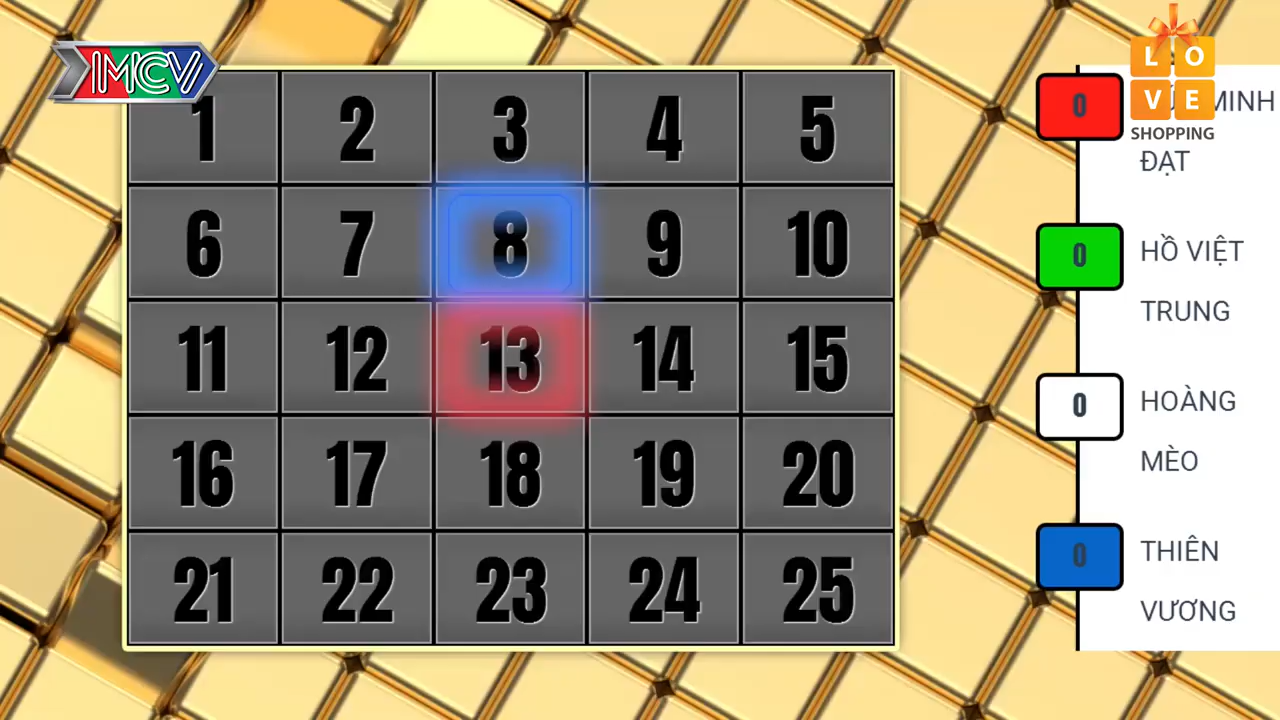 MCV
1 2 3 4 5
6 7 8 9 10
11 12 13 14 15
16 17 18 19 20
21 22 23 24 25
LOVE
SHOPPING
0 MINH
ĐẠT
0 HỒ VIỆT
TRUNG
0 HOÀNG
MÈO
0 THIÊN
VƯƠNG